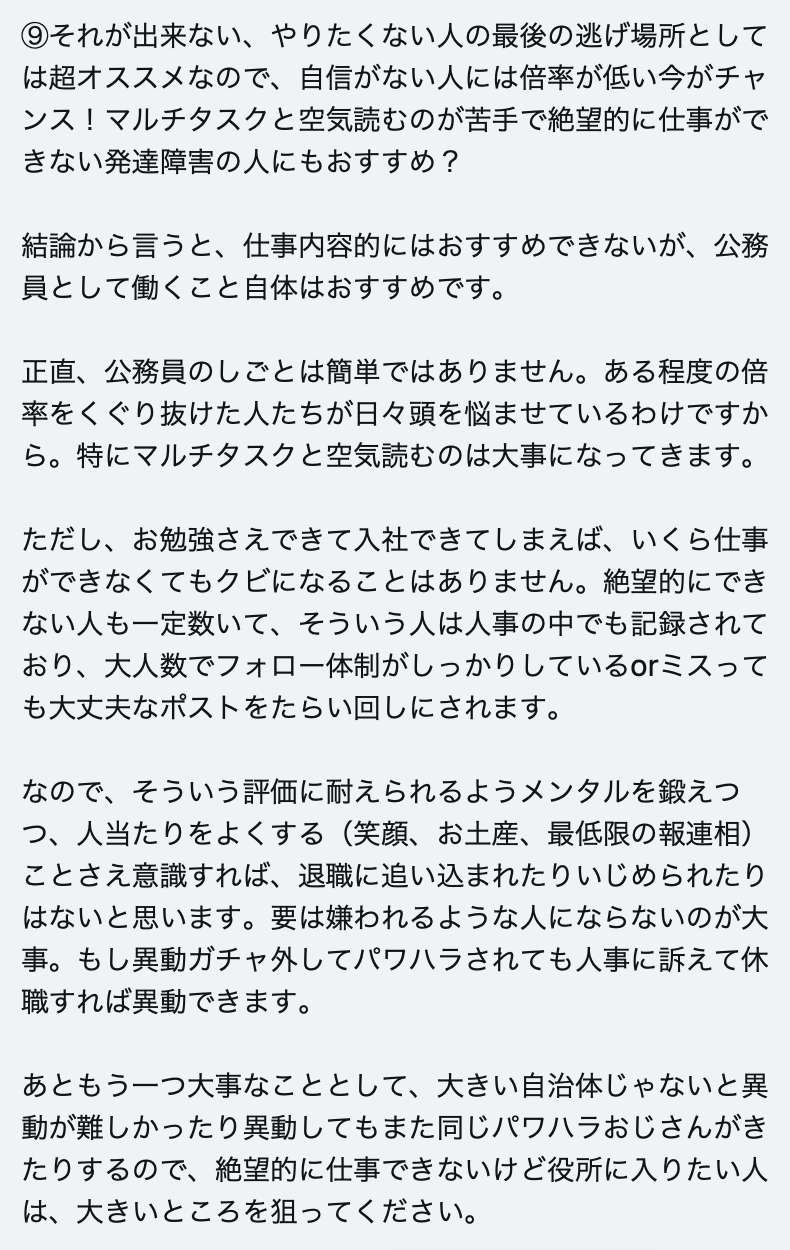 ⑨それが出来ない、やりたくない人の最後の逃げ場所として
は超オススメなので、自信がない人には倍率が低い今がチャ
ンス！マルチタスクと空気読むのが苦手で絶望的に仕事がで
きない発達障害の人にもおすすめ？
結論から言うと、仕事内容的にはおすすめできないが、公務
員として働くこと自体はおすすめです。
正直、公務員のしごとは簡単ではありません。ある程度の倍
率をくぐり抜けた人たちが日々頭を悩ませているわけですか
ら。特にマルチタスクと空気読むのは大事になってきます。
ただし、お勉強さえできて入社できてしまえば、いくら仕事
ができなくてもクビになることはありません。絶望的にでき
ない人も一定数いて、そういう人は人事の中でも記録されて
おり、大人数でフォロー体制がしっかりしているorミスって
も大丈夫なポストをたらい回しにされます。
なので、そういう評価に耐えられるようメンタルを鍛えつ
つ、人当たりをよくする（笑顔、お土産、最低限の報連相）
ことさえ意識すれば、退職に追い込まれたりいじめられたり
はないと思います。要は嫌われるような人にならないのが大
事。もし異動ガチャ外してパワハラされても人事に訴えて休
職すれば異動できます。
あともう一つ大事なこととして、大きい自治体じゃないと異
動が難しかったり異動してもまた同じパワハラおじさんがき
たりするので、絶望的に仕事できないけど役所に入りたい人
は、大きいところを狙ってください。